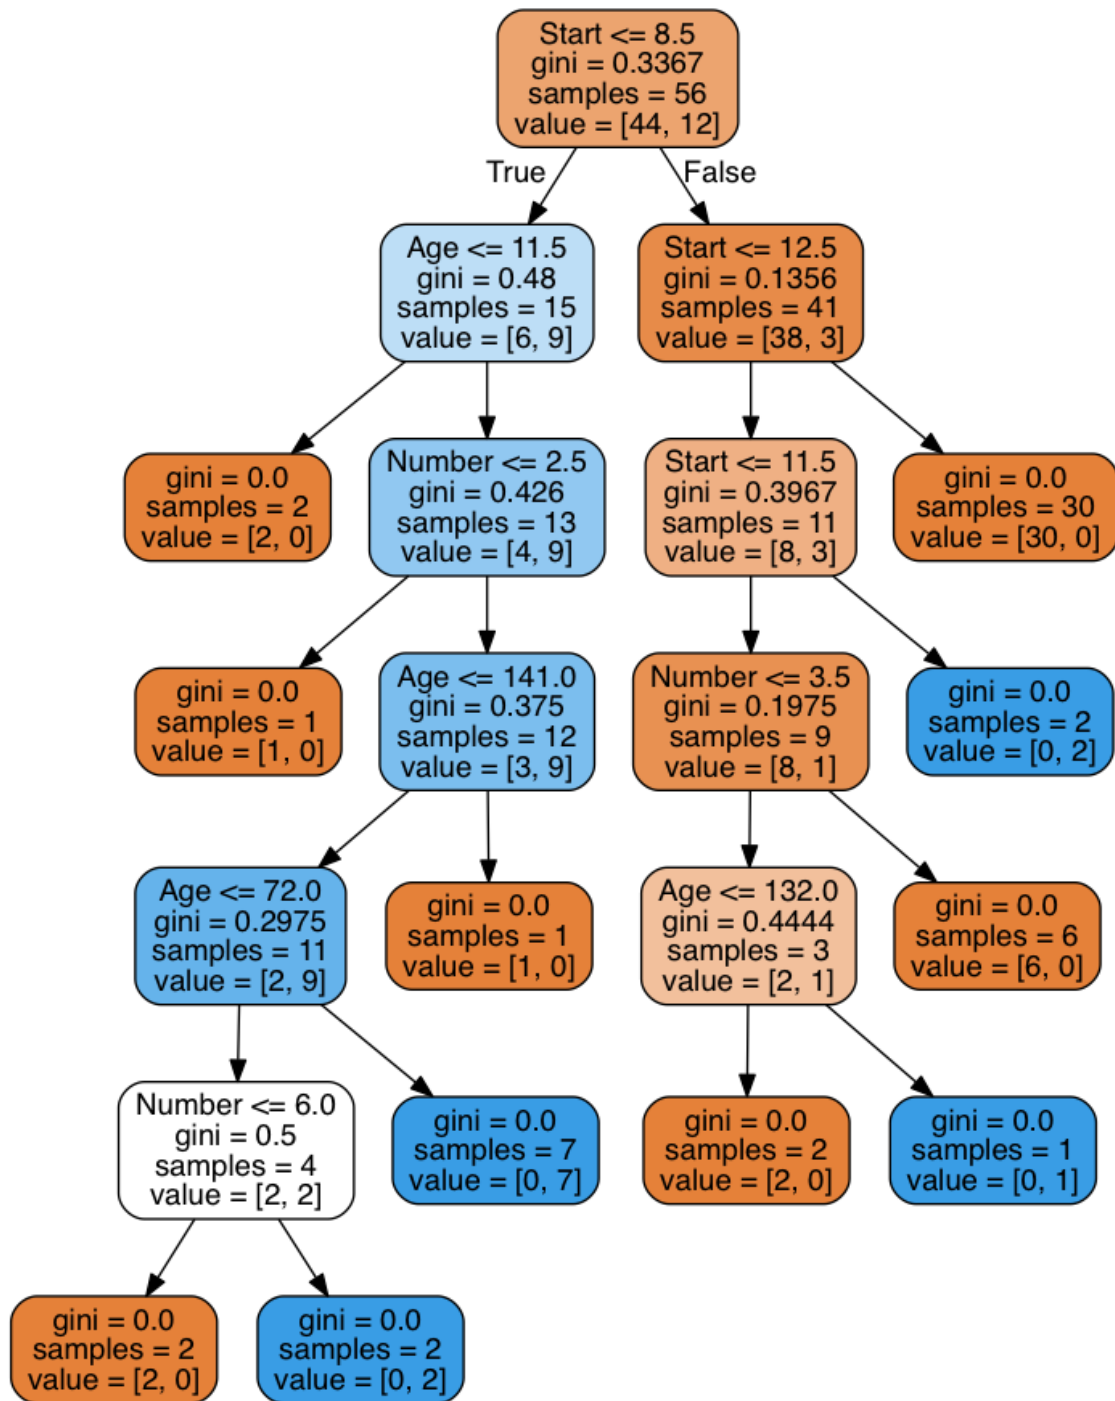 Start <= 8.5
gini = 0.3367
samples = 56
value = [44, 12]
True
False
Age <= 11.5
gini = 0.48
samples = 15
value = [6, 9]
Start <= 12.5
gini = 0.1356
samples = 41
value = [38, 3]
gini = 0.0
samples = 2
value = [2, 0]
Number <= 2.5
gini = 0.426
samples = 13
value = [4, 9]
Start <= 11.5
gini = 0.3967
samples = 11
value = [8, 3]
gini = 0.0
samples = 30
value = [30, 0]
gini = 0.0
samples = 1
value = [1, 0]
Age <= 141.0
gini = 0.375
samples = 12
value = [3, 9]
Number <= 3.5
gini = 0.1975
samples = 9
value = [8, 1]
gini = 0.0
samples = 2
value = [0, 2]
Age <= 72.0
gini = 0.2975
samples = 11
value = [2, 9]
gini = 0.0
samples = 1
value = [1, 0]
Age <= 132.0
gini = 0.4444
samples = 3
value = [2, 1]
gini = 0.0
samples = 6
value = [6, 0]
Number <= 6.0
gini = 0.5
samples = 4
value = [2, 2]
gini = 0.0
samples = 7
value = [0, 7]
gini = 0.0
samples = 2
value = [2, 0]
gini = 0.0
samples = 1
value = [0, 1]
gini = 0.0
samples = 2
value = [2, 0]
gini = 0.0
samples = 2
value = [0, 2]